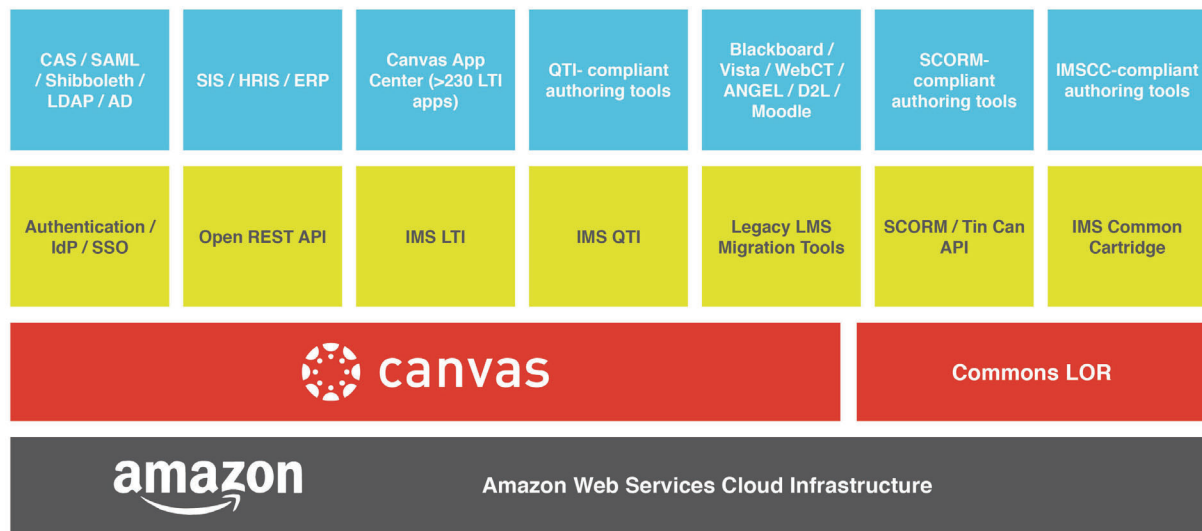 CAS / SAML
/ Shibboleth /
LDAP / AD
SIS / HRIS / ERP
Canvas App
Center (>230 LTI
apps)
QTI- compliant
authoring tools
Blackboard /
Vista / WebCT /
ANGEL / D2L /
Moodle
SCORM-
compliant
authoring tools
IMSCC-compliant
authoring tools
Authentication /
IdP / SSO
Open REST API
IMS LTI
IMS QTI
Legacy LMS
Migration Tools
SCORM / Tin Can
API
IMS Common
Cartridge
canvas
Commons LOR
amazon
Amazon Web Services Cloud Infrastructure